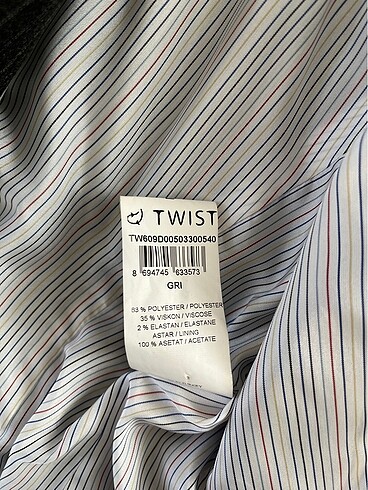 TWIST
TW609D00503300540
8 694745 633573
GRI
63 % POLYESTER / POLYESTER
35 % VISKON / VISCOSE
2 % ELASTAN / ELASTANE
ASTAR / LINING
100 % ASETAT / ACETATE